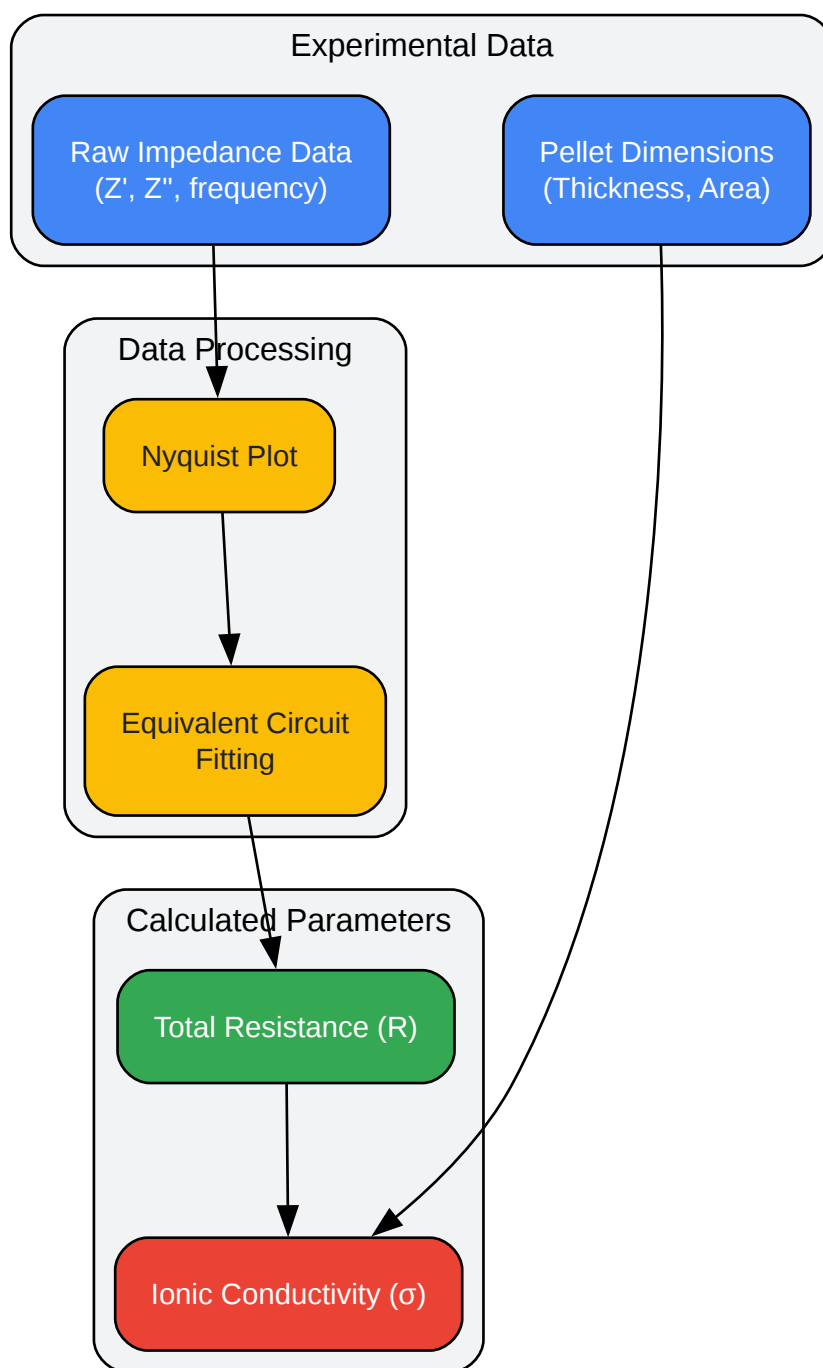 Experimental Data
Raw Impedance Data
(Z', Z", frequency)
Pellet Dimensions
(Thickness, Area)
Data Processing
Nyquist Plot
Equivalent Circuit
Fitting
Calculated Parameters
Total Resistance (R)
Ionic Conductivity (σ)